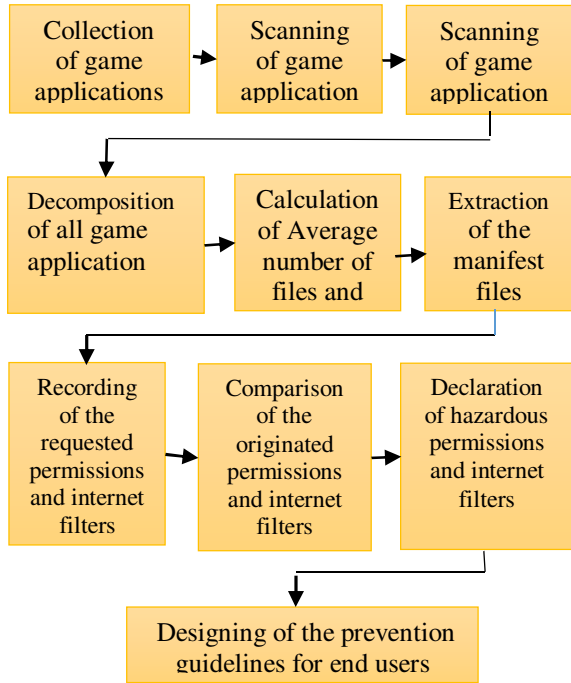 Collection
of game
applications
Scanning
of game
application
Scanning
of game
application
Decomposition
of all game
application
Calculation
of Average
number of
files and
Extraction
of the
manifest
files
Recording
of the
requested
permissions
and internet
filters
Comparison
of the
originated
permissions
and internet
filters
Declaration
of hazardous
permissions
and internet
filters
Designing of the prevention
guidelines for end users